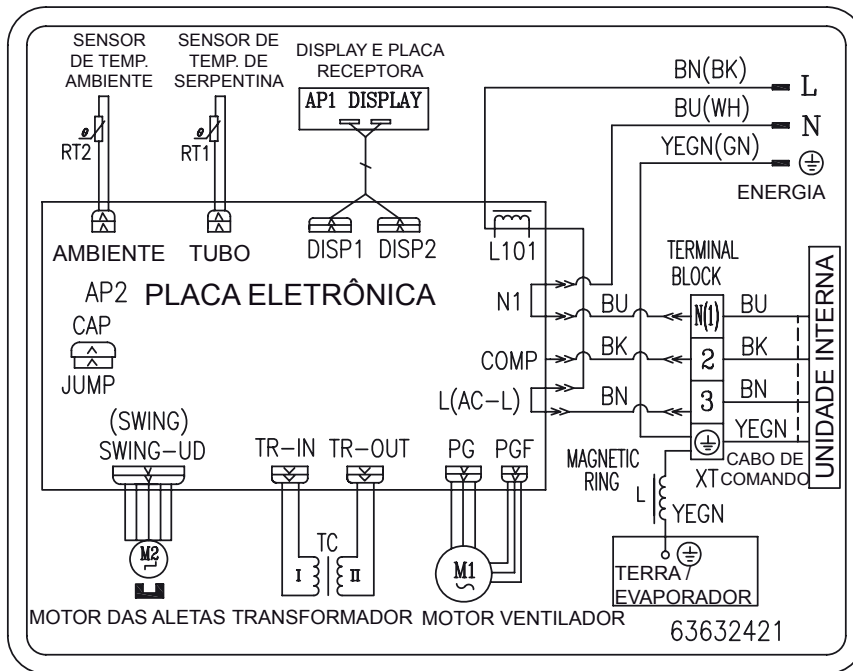 SENSOR
DE TEMP.
AMBIENTE
SENSOR DE
TEMP. DE
SERPENTINA
DISPLAY E PLACA
RECEPTORA
AP1 DISPLAY
BN(BK)
L
BU(WH)
N
YEGN(GN)
ENERGIA
θ
RT2
θ
RT1
AMBIENTE
TUBO
DISP1
DISP2
L101
TERMINAL
BLOCK
AP2
PLACA ELETRÔNICA
N1
BU
N(1)
BU
CAP
JUMP
COMP
BK
2
BK
L(AC-L)
BN
3
BN
YEGN
UNIDADE INTERNA
(SWING)
SWING-UD
TR-IN
TR-OUT
PG
PGF
MAGNETIC
RING
XT
CABO DE
COMANDO
L
YEGN
M2
TC
I
II
M1
TERRA /
EVAPORADOR
MOTOR DAS ALETAS
TRANSFORMADOR
MOTOR VENTILADOR
63632421